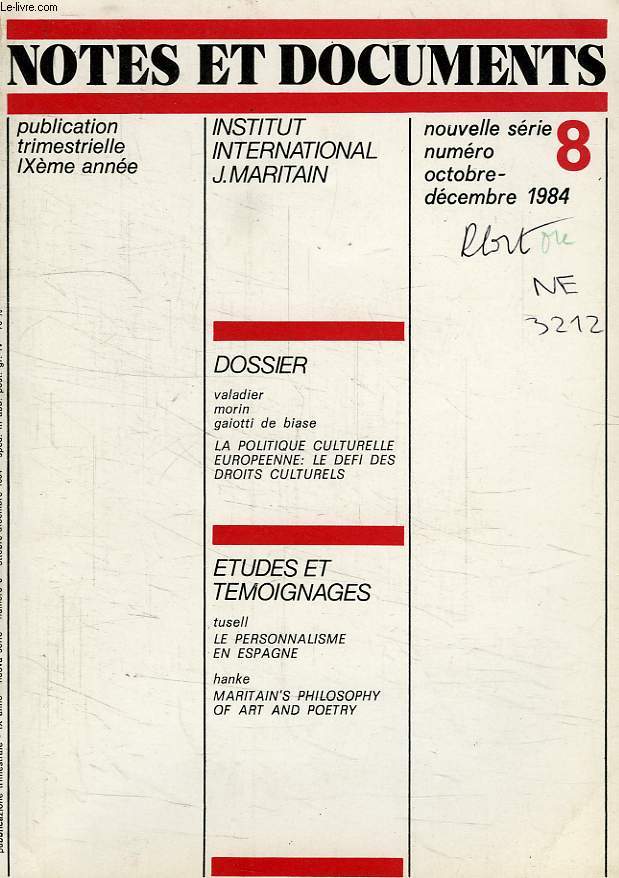 Le-livre.com
NOTES ET DOCUMENTS
publication
trimestrielle
IXème année
INSTITUT
INTERNATIONAL
J. MARITAIN
nouvelle série 8
numéro
octobre-
décembre 1984
NE
3212
DOSSIER
valadier
morin
gaiotti de biase
LA POLITIQUE CULTURELLE
EUROPEENNE: LE DEFI DES
DROITS CULTURELS
ETUDES ET
TEMOIGNAGES
tusell
LE PERSONNALISME
EN ESPAGNE
hanke
MARITAIN'S PHILOSOPHY
OF ART AND POETRY